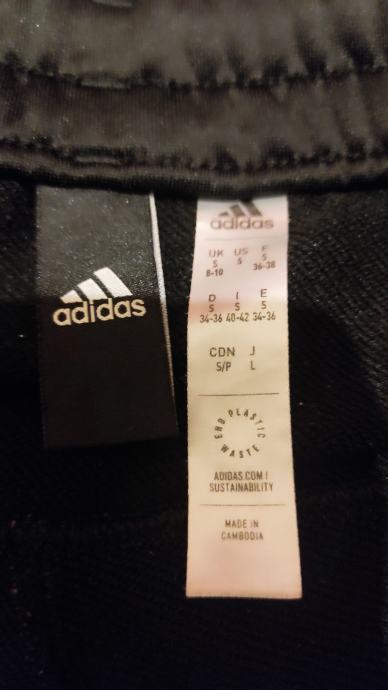 adidas
adidas
UK US F
S S S
8-10 36-38
D I E
S S S
34-36 40-42 34-36
CDN J
S/P L
END PLASTIC WASTE
ADIDAS.COM/
SUSTAINABILITY
MADE IN
CAMBODIA